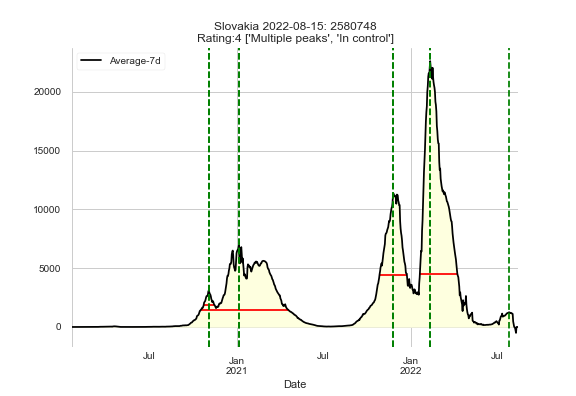 Slovakia 2022-08-15: 2580748
Rating:4 ['Multiple peaks', 'In control']
Average-7d
20000
15000
10000
5000
0
Jul
Jan
2021
Jul
Jan
2022
Jul
Date